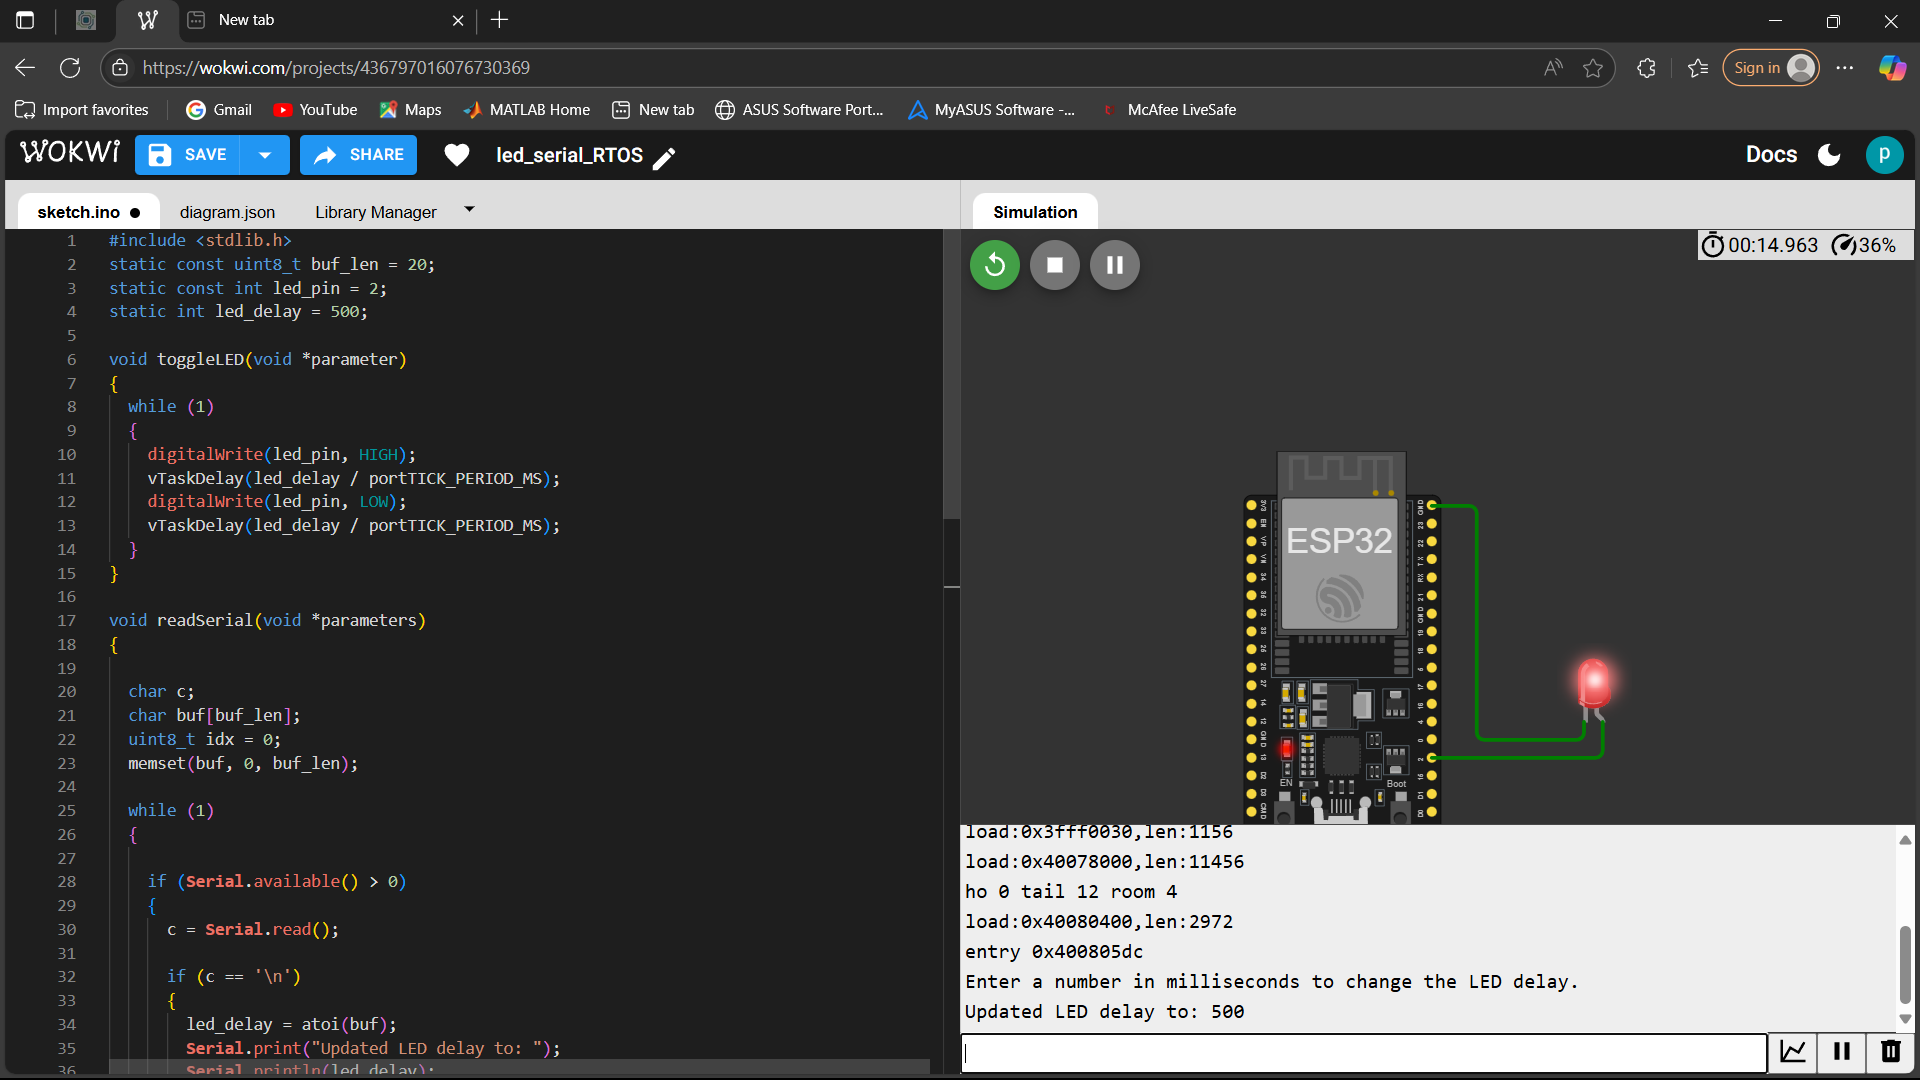 New tab
https://wokwi.com/projects/436797016076730369
Sign in
Import favorites
Gmail
YouTube
Maps
MATLAB Home
New tab
ASUS Software Port...
MyASUS Software -...
McAfee LiveSafe
WOKWI
SAVE
SHARE
led_serial_RTOS
Docs
p
sketch.ino
diagram.json
Library Manager
1 #include <stdlib.h>
2 static const uint8_t buf_len = 20;
3 static const int led_pin = 2;
4 static int led_delay = 500;
5
6 void toggleLED(void *parameter)
7 {
8 while (1)
9 {
10 digitalWrite(led_pin, HIGH);
11 vTaskDelay(led_delay / portTICK_PERIOD_MS);
12 digitalWrite(led_pin, LOW);
13 vTaskDelay(led_delay / portTICK_PERIOD_MS);
14 }
15 }
16
17 void readSerial(void *parameters)
18 {
19
20 char c;
21 char buf[buf_len];
22 uint8_t idx = 0;
23 memset(buf, 0, buf_len);
24
25 while (1)
26 {
27
28 if (Serial.available() > 0)
29 {
30 c = Serial.read();
31
32 if (c == '\n')
33 {
34 led_delay = atoi(buf);
35 Serial.print("Updated LED delay to: ");
36 Serial.println(led_delay);
Simulation
00:14.963
36%
ESP32
EN
Boot
load:0x3fff0030,len:1156
load:0x40078000,len:11456
ho 0 tail 12 room 4
load:0x40080400,len:2972
entry 0x400805dc
Enter a number in milliseconds to change the LED delay.
Updated LED delay to: 500